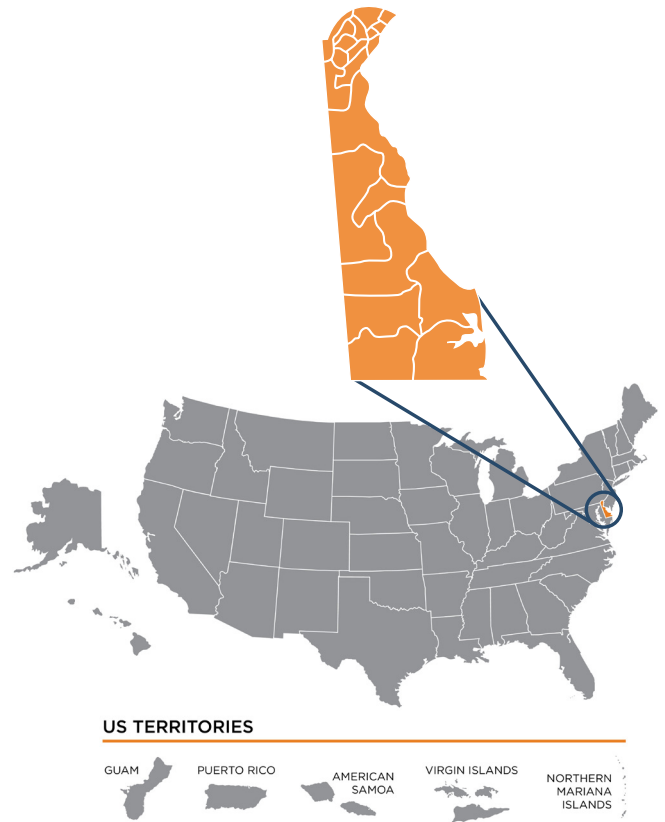 US TERRITORIES
GUAM
PUERTO RICO
AMERICAN
SAMOA
VIRGIN ISLANDS
NORTHERN
MARIANA
ISLANDS